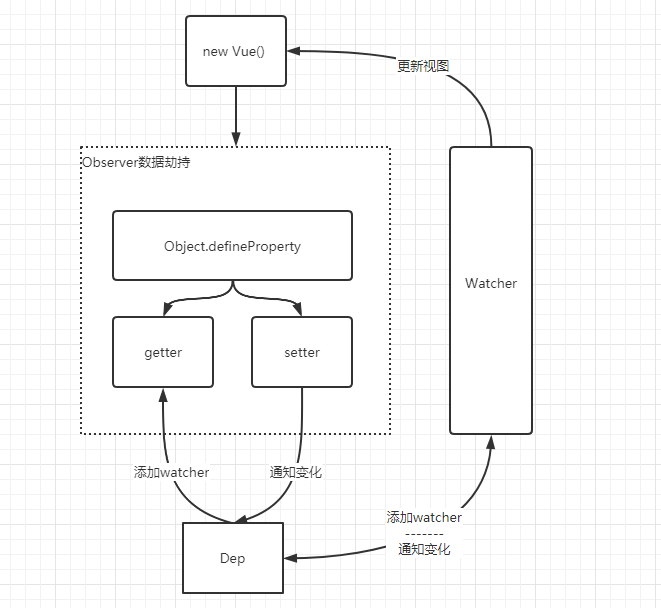 new Vue()
更新视图
Observer数据劫持
Object.defineProperty
Watcher
getter
setter
添加watcher
通知变化
添加watcher
-------
通知变化
Dep